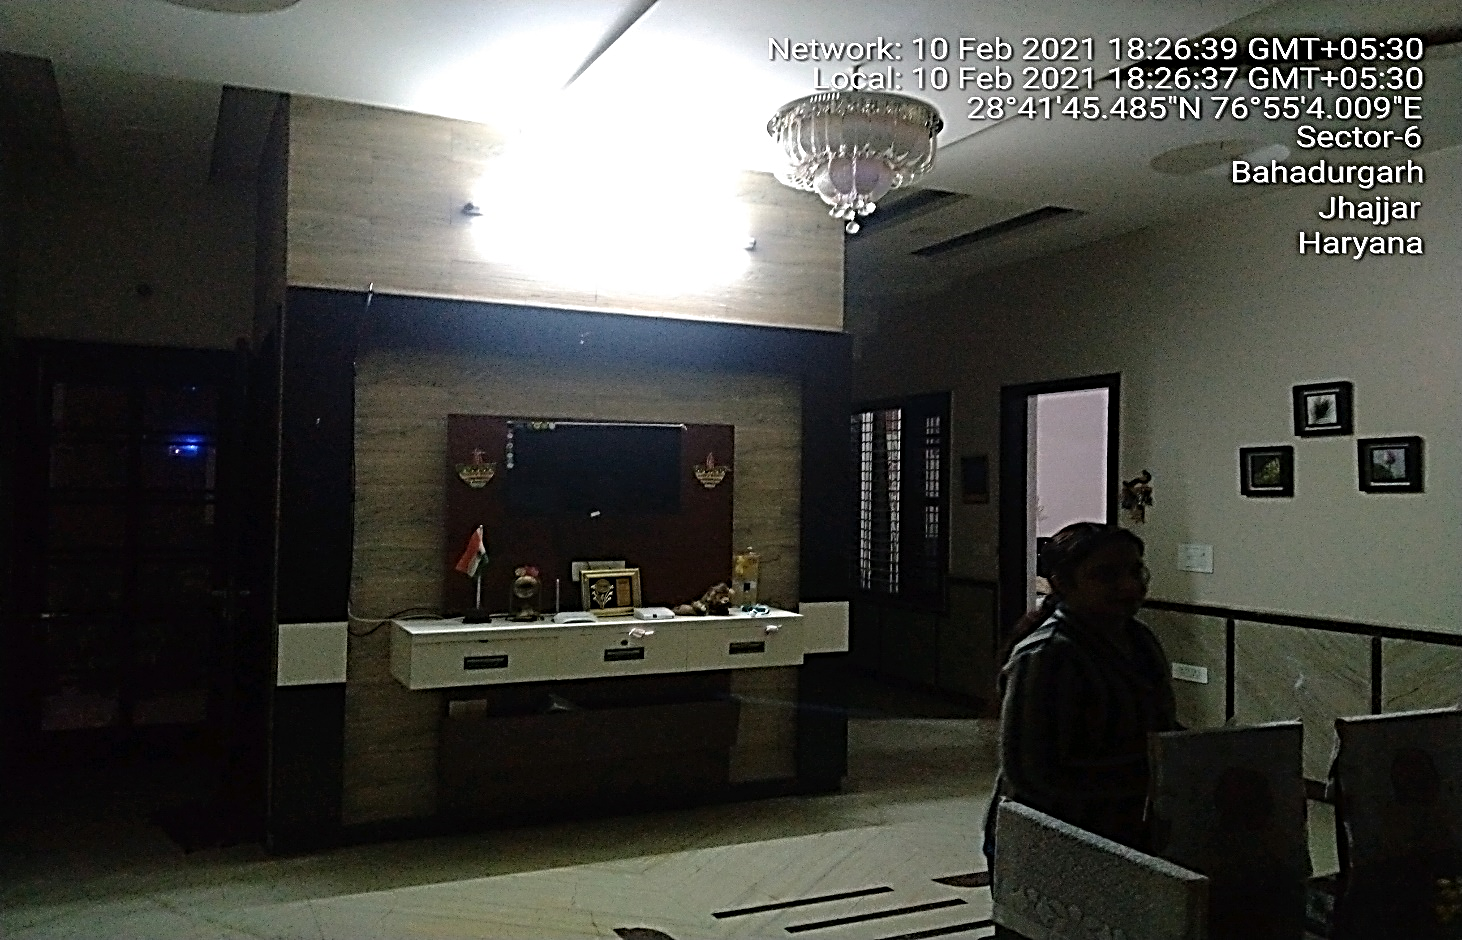 Network: 10 Feb 2021 18:26:39 GMT+05:30
Local: 10 Feb 2021 18:26:37 GMT+05:30
28°41'45.485"N 76°55'4.009"E
Sector-6
Bahadurgarh
Jhajjar
Haryana